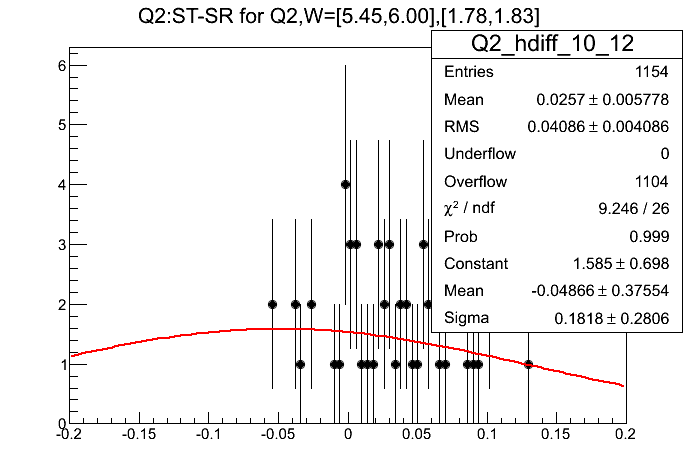 Q2:ST-SR for Q2,W=[5.45,6.00],[1.78,1.83]
Q2_hdiff_10_12
Entries 1154
Mean 0.0257 ± 0.005778
RMS 0.04086 ± 0.004086
Underflow 0
Overflow 1104
χ² / ndf 9.246 / 26
Prob 0.999
Constant 1.585 ± 0.698
Mean -0.04866 ± 0.37554
Sigma 0.1818 ± 0.2806
6
5
4
3
2
1
0
-0.2 -0.15 -0.1 -0.05 0 0.05 0.1 0.15 0.2